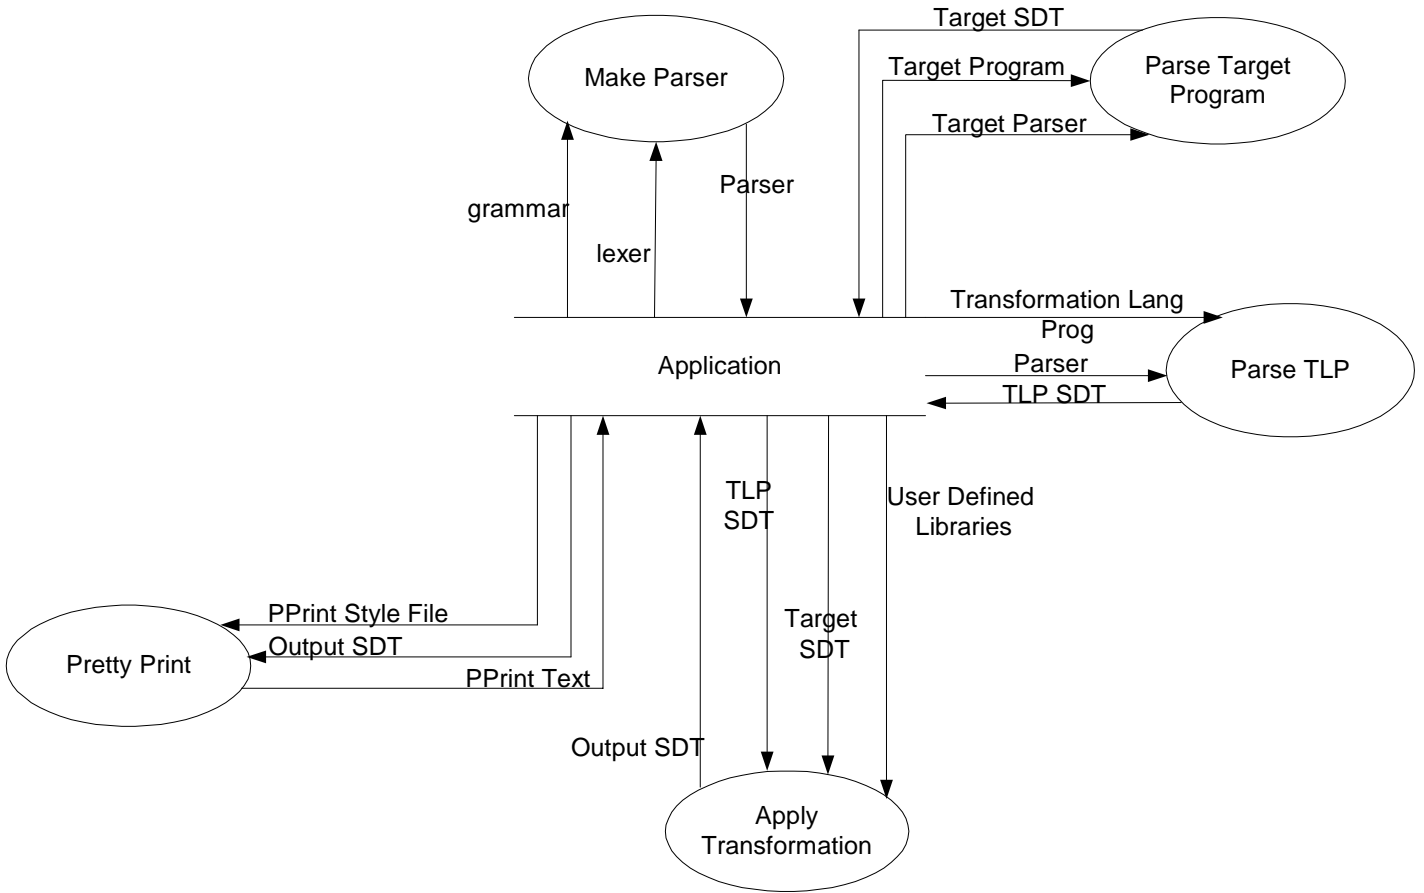 Target SDT
Make Parser
Target Program
Parse Target
Program
Target Parser
Parser
grammar
lexer
Transformation Lang
Prog
Application
Parser
Parse TLP
TLP SDT
TLP
SDT
User Defined
Libraries
PPrint Style File
Output SDT
Pretty Print
PPrint Text
Target
SDT
Output SDT
Apply
Transformation